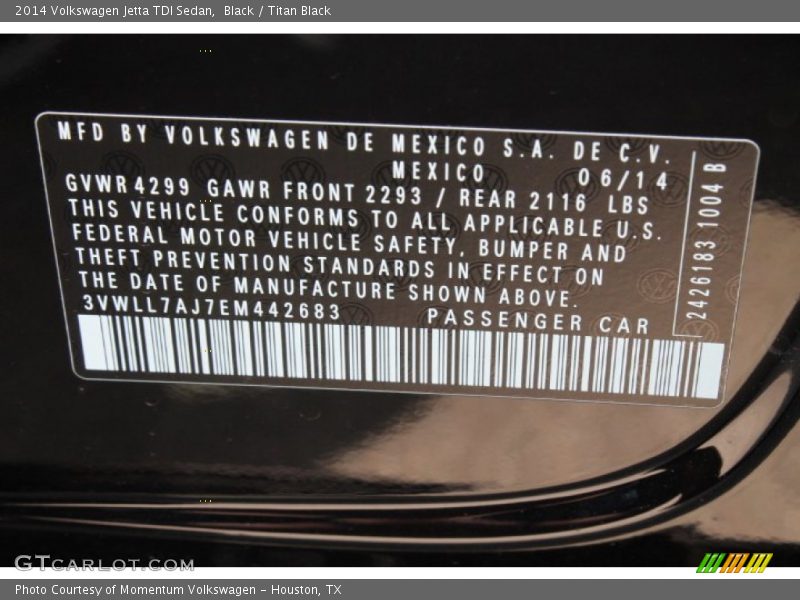 2014 Volkswagen Jetta TDI Sedan, Black / Titan Black
MFD BY VOLKSWAGEN DE MEXICO S.A. DE C.V.
MEXICO 06/14
GVWR 4299 GAWR FRONT 2293 / REAR 2116 LBS
THIS VEHICLE CONFORMS TO ALL APPLICABLE U.S.
FEDERAL MOTOR VEHICLE SAFETY, BUMPER AND
THEFT PREVENTION STANDARDS IN EFFECT ON
THE DATE OF MANUFACTURE SHOWN ABOVE.
3VWLL7AJ7EM442683 PASSENGER CAR
2426183 1004 B
GTCARLOT.COM
Photo Courtesy of Momentum Volkswagen - Houston, TX